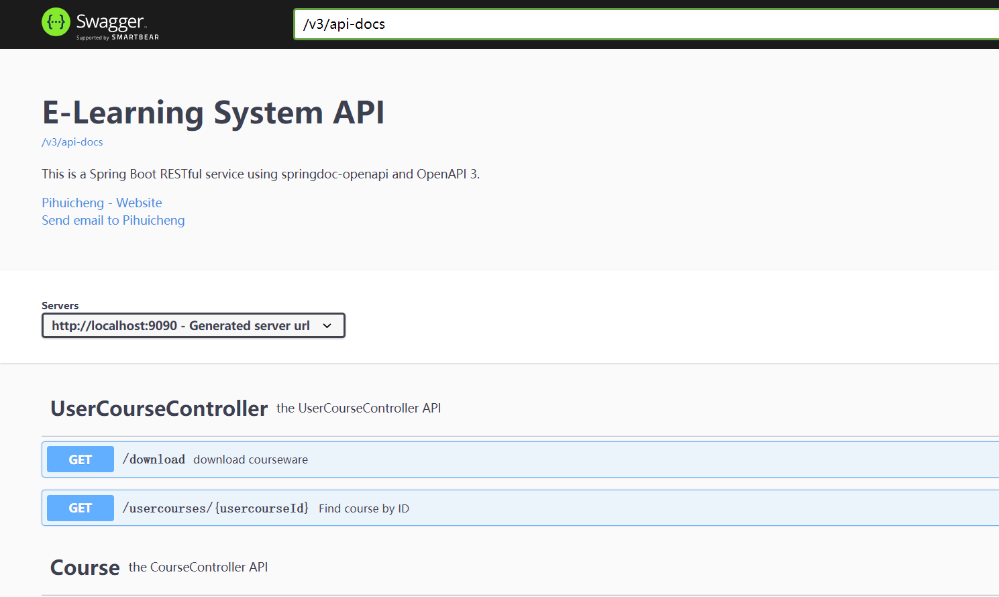 Swagger
Supported by SMARTBEAR
/v3/api-docs
E-Learning System API
/v3/api-docs
This is a Spring Boot RESTful service using springdoc-openapi and OpenAPI 3.
Pihuicheng - Website
Send email to Pihuicheng
Servers
http://localhost:9090 - Generated server url
UserCourseController the UserCourseController API
GET /download download courseware
GET /usercourses/{usercourseId} Find course by ID
Course the CourseController API